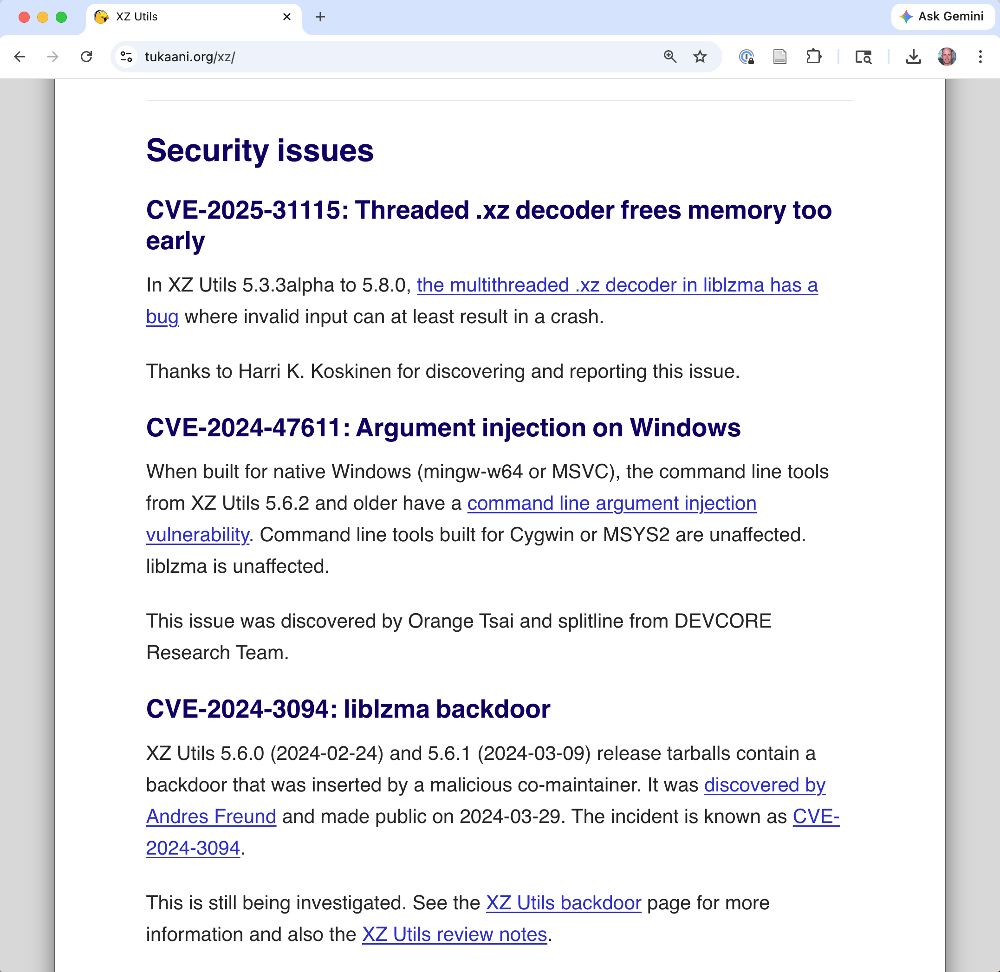 XZ Utils
Ask Gemini
tukaani.org/xz/
Security issues
CVE-2025-31115: Threaded .xz decoder frees memory too
early
In XZ Utils 5.3.3alpha to 5.8.0, the multithreaded .xz decoder in liblzma has a
bug where invalid input can at least result in a crash.
Thanks to Harri K. Koskinen for discovering and reporting this issue.
CVE-2024-47611: Argument injection on Windows
When built for native Windows (mingw-w64 or MSVC), the command line tools
from XZ Utils 5.6.2 and older have a command line argument injection
vulnerability. Command line tools built for Cygwin or MSYS2 are unaffected.
liblzma is unaffected.
This issue was discovered by Orange Tsai and splitline from DEVCORE
Research Team.
CVE-2024-3094: liblzma backdoor
XZ Utils 5.6.0 (2024-02-24) and 5.6.1 (2024-03-09) release tarballs contain a
backdoor that was inserted by a malicious co-maintainer. It was discovered by
Andres Freund and made public on 2024-03-29. The incident is known as CVE-
2024-3094.
This is still being investigated. See the XZ Utils backdoor page for more
information and also the XZ Utils review notes.